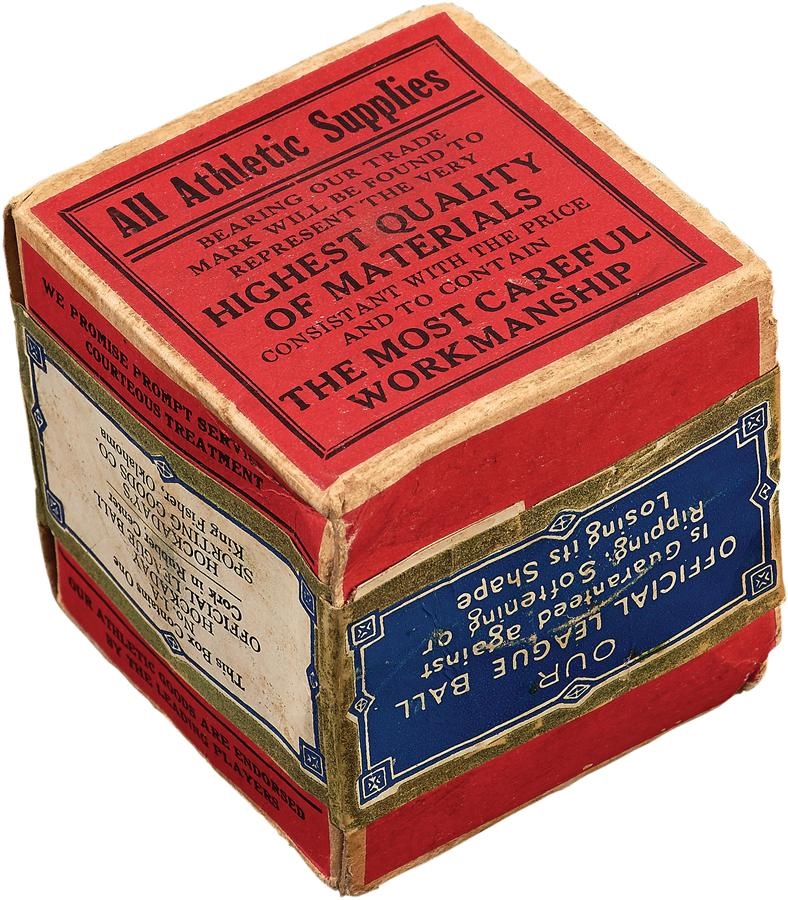 All Athletic Supplies
BEARING OUR TRADE
MARK WILL BE FOUND TO
REPRESENT THE VERY
HIGHEST QUALITY
OF MATERIALS
CONSISTANT WITH THE PRICE
AND TO CONTAIN
THE MOST CAREFUL
WORKMANSHIP
WE PROMISE PROMPT SERVICE
COURTEOUS TREATMENT
This Box Contains One
No.
HOCKADAY
OFFICIAL LEAGUE BALL
Cork in Rubber Center
HOCKADAY'S
SPORTING GOODS CO.
King Fisher, Oklahoma
OUR ATHLETIC GOODS ARE ENDORSED
BY THE LEADING PLAYERS
OUR
OFFICIAL LEAGUE BALL
Is Guaranteed against
Ripping, Softening or
Losing its Shape